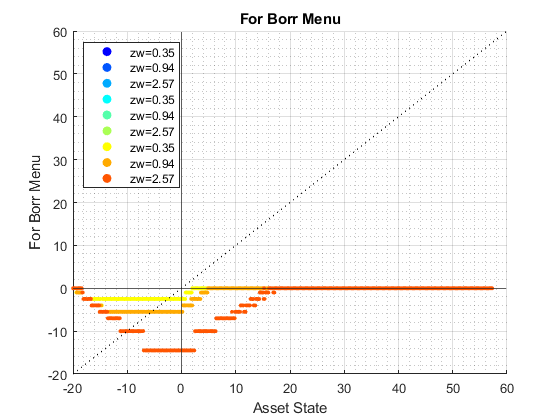 For Borr Menu
60
50
40
30
20
10
0
-10
-20
For Borr Menu
zw=0.35
zw=0.94
zw=2.57
zw=0.35
zw=0.94
zw=2.57
zw=0.35
zw=0.94
zw=2.57
-20 -10 0 10 20 30 40 50 60
Asset State